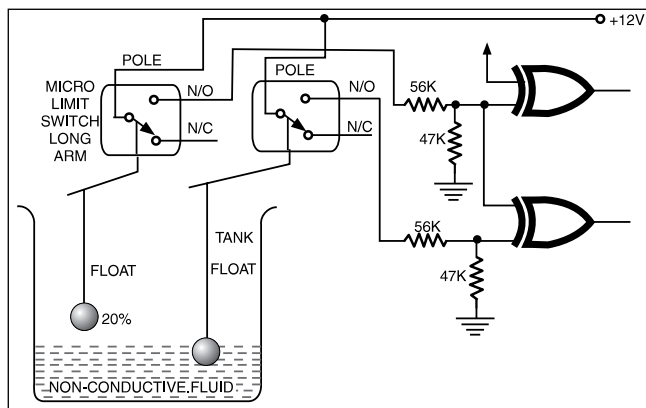 +12V
POLE
POLE
MICRO
LIMIT
SWITCH
LONG
ARM
N/O
N/C
N/O
N/C
56K
47K
56K
47K
TANK
FLOAT
FLOAT
20%
NON-CONDUCTIVE.FLUID